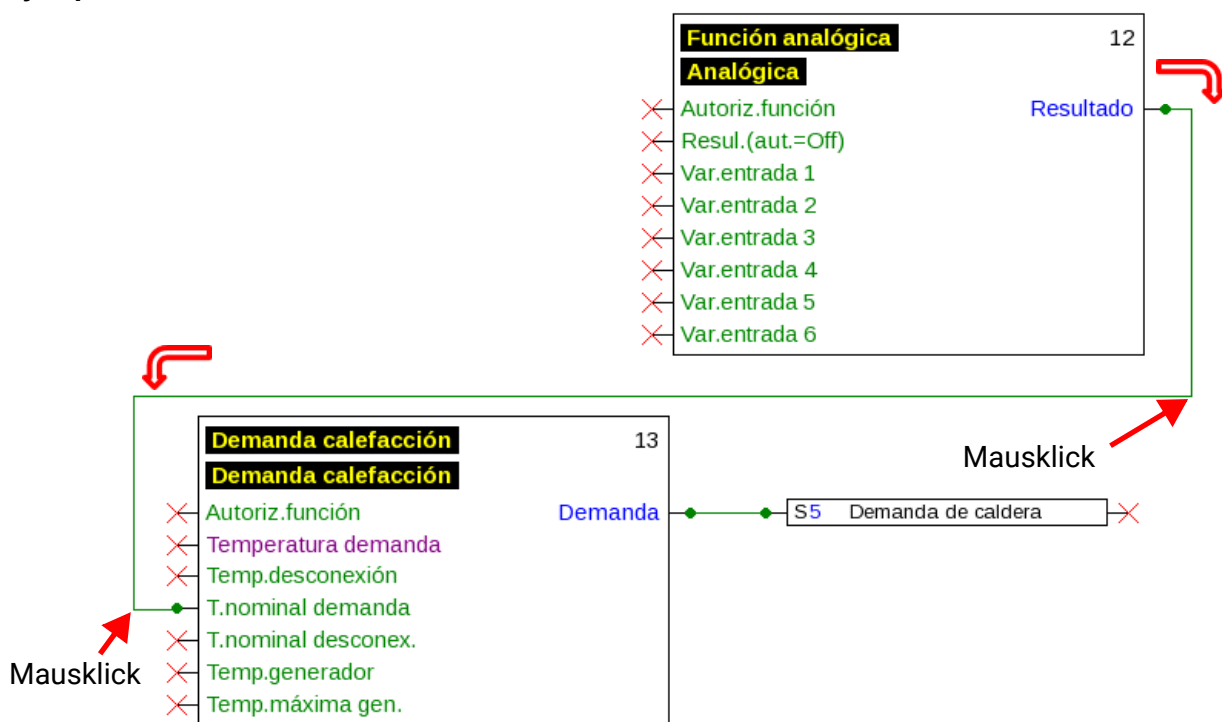 Función analógica 12
Analógica
Autoriz.función Resultado
Resul.(aut.=Off)
Var.entrada 1
Var.entrada 2
Var.entrada 3
Var.entrada 4
Var.entrada 5
Var.entrada 6
Demanda calefacción 13
Demanda calefacción
Mausklick
Autoriz.función Demanda S5 Demanda de caldera
Temperatura demanda
Temp.desconexión
T.nominal demanda
T.nominal desconex.
Mausklick
Temp.generador
Temp.máxima gen.